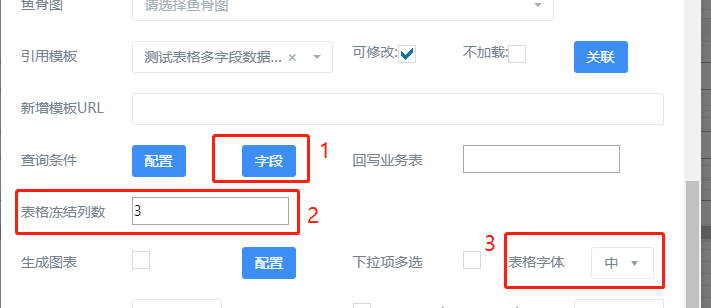 鱼骨图 请选择鱼骨图
引用模板 测试表格多字段数据... × 可修改: 不加载: 关联
新增模板URL
查询条件 配置 字段 1 回写业务表
表格冻结列数 3 2
生成图表 配置 下拉项多选 3 表格字体 中